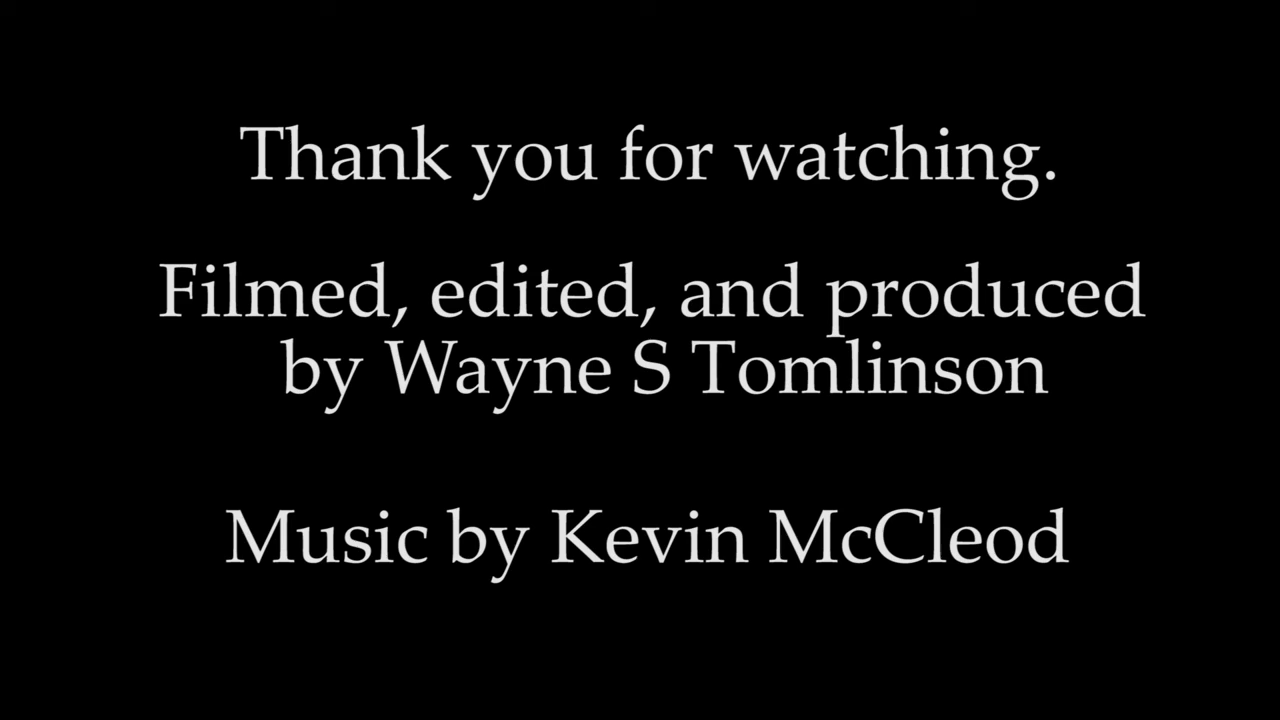 Thank you for watching.
Filmed, edited, and produced
by Wayne S Tomlinson
Music by Kevin McCleod